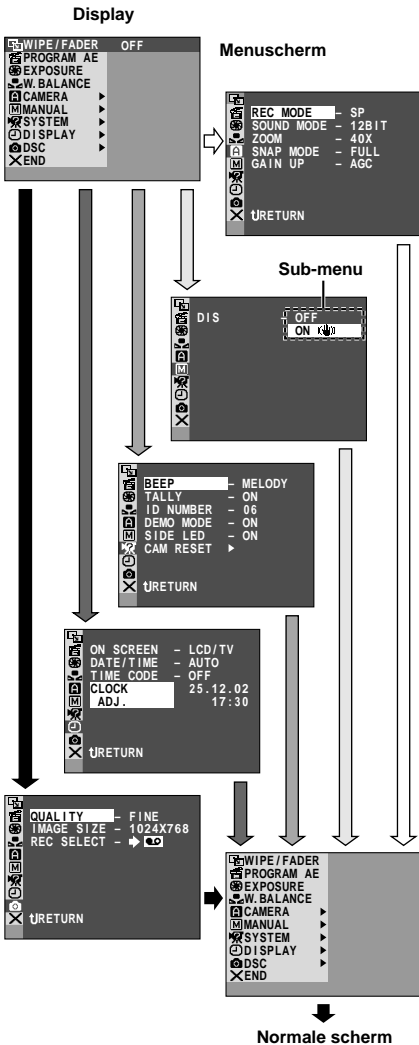 Display
WIPE/FADER OFF
PROGRAM AE
EXPOSURE
W. BALANCE
CAMERA
MMANUAL
SYSTEM
DISPLAY
DSC
END
Menuscherm
REC MODE – SP
SOUND MODE – 12BIT
ZOOM – 40X
SNAP MODE – FULL
GAIN UP – AGC
RETURN
Sub-menu
DIS – OFF
ON
BEEP – MELODY
TALLY – ON
ID NUMBER – 06
DEMO MODE – ON
SIDE LED – ON
CAM RESET
RETURN
ON SCREEN – LCD/TV
DATE/TIME – AUTO
TIME CODE – OFF
CLOCK 25.12.02
ADJ. 17:30
RETURN
QUALITY – FINE
IMAGE SIZE – 1024X768
REC SELECT –
RETURN
WIPE/FADER
PROGRAM AE
EXPOSURE
W. BALANCE
CAMERA
MMANUAL
SYSTEM
DISPLAY
DSC
END
Normale scherm